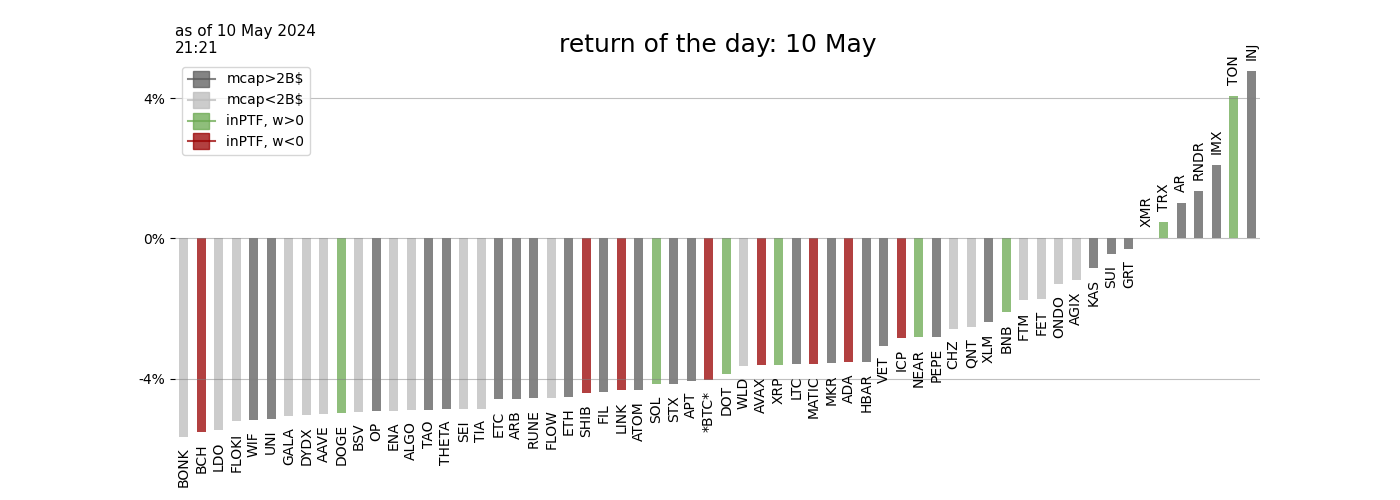 as of 10 May 2024
21:21
return of the day: 10 May
mcap>2B$
mcap<2B$
inPTF, w>0
inPTF, w<0
4%
0%
-4%
BONK
BCH
LDO
FLOKI
WIF
UNI
GALA
DYDX
AAVE
DOGE
BSV
OP
ENA
ALGO
TAO
THETA
SEI
TIA
ETC
ARB
RUNE
FLOW
ETH
SHIB
FIL
LINK
ATOM
SOL
STX
APT
*BTC*
DOT
WLD
AVAX
XRP
LTC
MATIC
MKR
ADA
HBAR
VET
ICP
NEAR
PEPE
CHZ
QNT
XLM
BNB
FTM
FET
ONDO
AGIX
KAS
SUI
GRT
XMR
TRX
AR
RNDR
IMX
TON
INJ